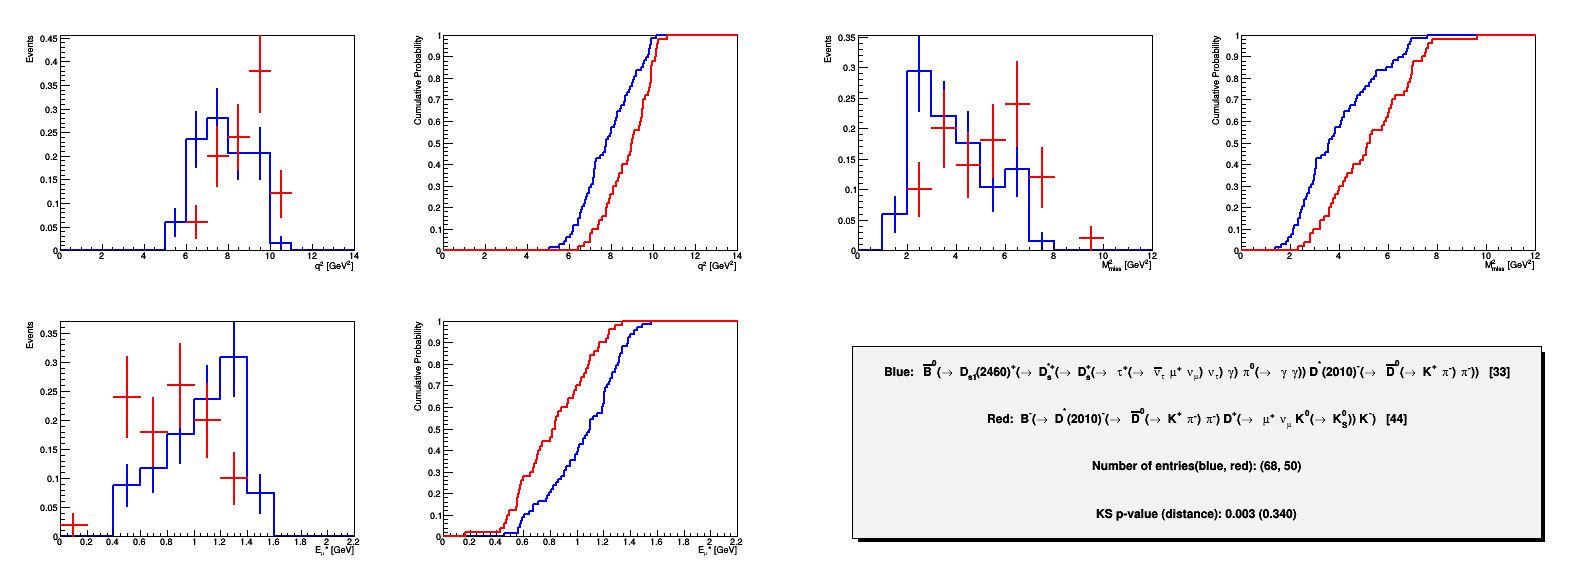 Events
0.45
0.4
0.35
0.3
0.25
0.2
0.15
0.1
0.05
0
0 2 4 6 8 10 12 14
q² [GeV²]
Cumulative Probability
1
0.9
0.8
0.7
0.6
0.5
0.4
0.3
0.2
0.1
0
0 2 4 6 8 10 12 14
q² [GeV²]
Events
0.35
0.3
0.25
0.2
0.15
0.1
0.05
0
0 2 4 6 8 10 12
M²miss [GeV²]
Cumulative Probability
1
0.9
0.8
0.7
0.6
0.5
0.4
0.3
0.2
0.1
0
0 2 4 6 8 10 12
M²miss [GeV²]
Events
0.35
0.3
0.25
0.2
0.15
0.1
0.05
0
0 0.2 0.4 0.6 0.8 1 1.2 1.4 1.6 1.8 2 2.2
Eμ* [GeV]
Cumulative Probability
1
0.9
0.8
0.7
0.6
0.5
0.4
0.3
0.2
0.1
0
0 0.2 0.4 0.6 0.8 1 1.2 1.4 1.6 1.8 2 2.2
Eμ* [GeV]
Blue: B̅⁰(→ Ds1(2460)⁺(→ Ds*⁺(→ Ds⁺(→ τ⁺(→ ν̅τ μ⁺ νμ) ντ) γ) π⁰(→ γ γ)) D*(2010)⁻(→ D̅⁰(→ K⁺ π⁻) π⁻)) [33]
Red: B⁻(→ D*(2010)⁻(→ D̅⁰(→ K⁺ π⁻) π⁻) D⁺(→ μ⁺ νμ K⁰(→ K⁰S)) K⁻) [44]
Number of entries(blue, red): (68, 50)
KS p-value (distance): 0.003 (0.340)